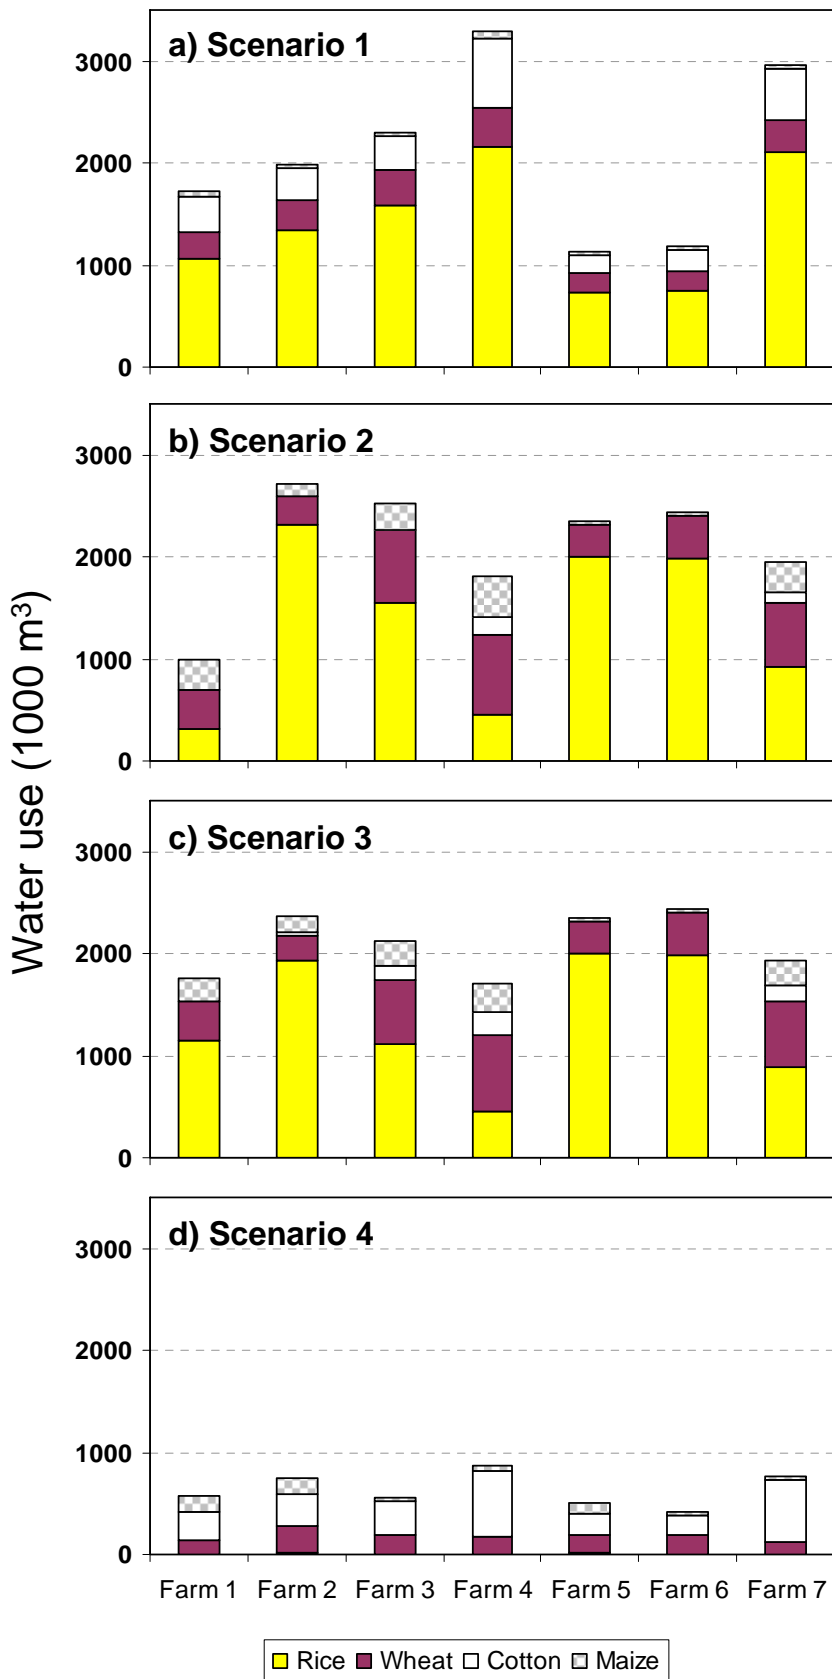 a) Scenario 1
3000
2000
1000
0
b) Scenario 2
3000
2000
1000
0
Water use (1000 m³)
c) Scenario 3
3000
2000
1000
0
d) Scenario 4
3000
2000
1000
0
Farm 1 Farm 2 Farm 3 Farm 4 Farm 5 Farm 6 Farm 7
Rice Wheat Cotton Maize